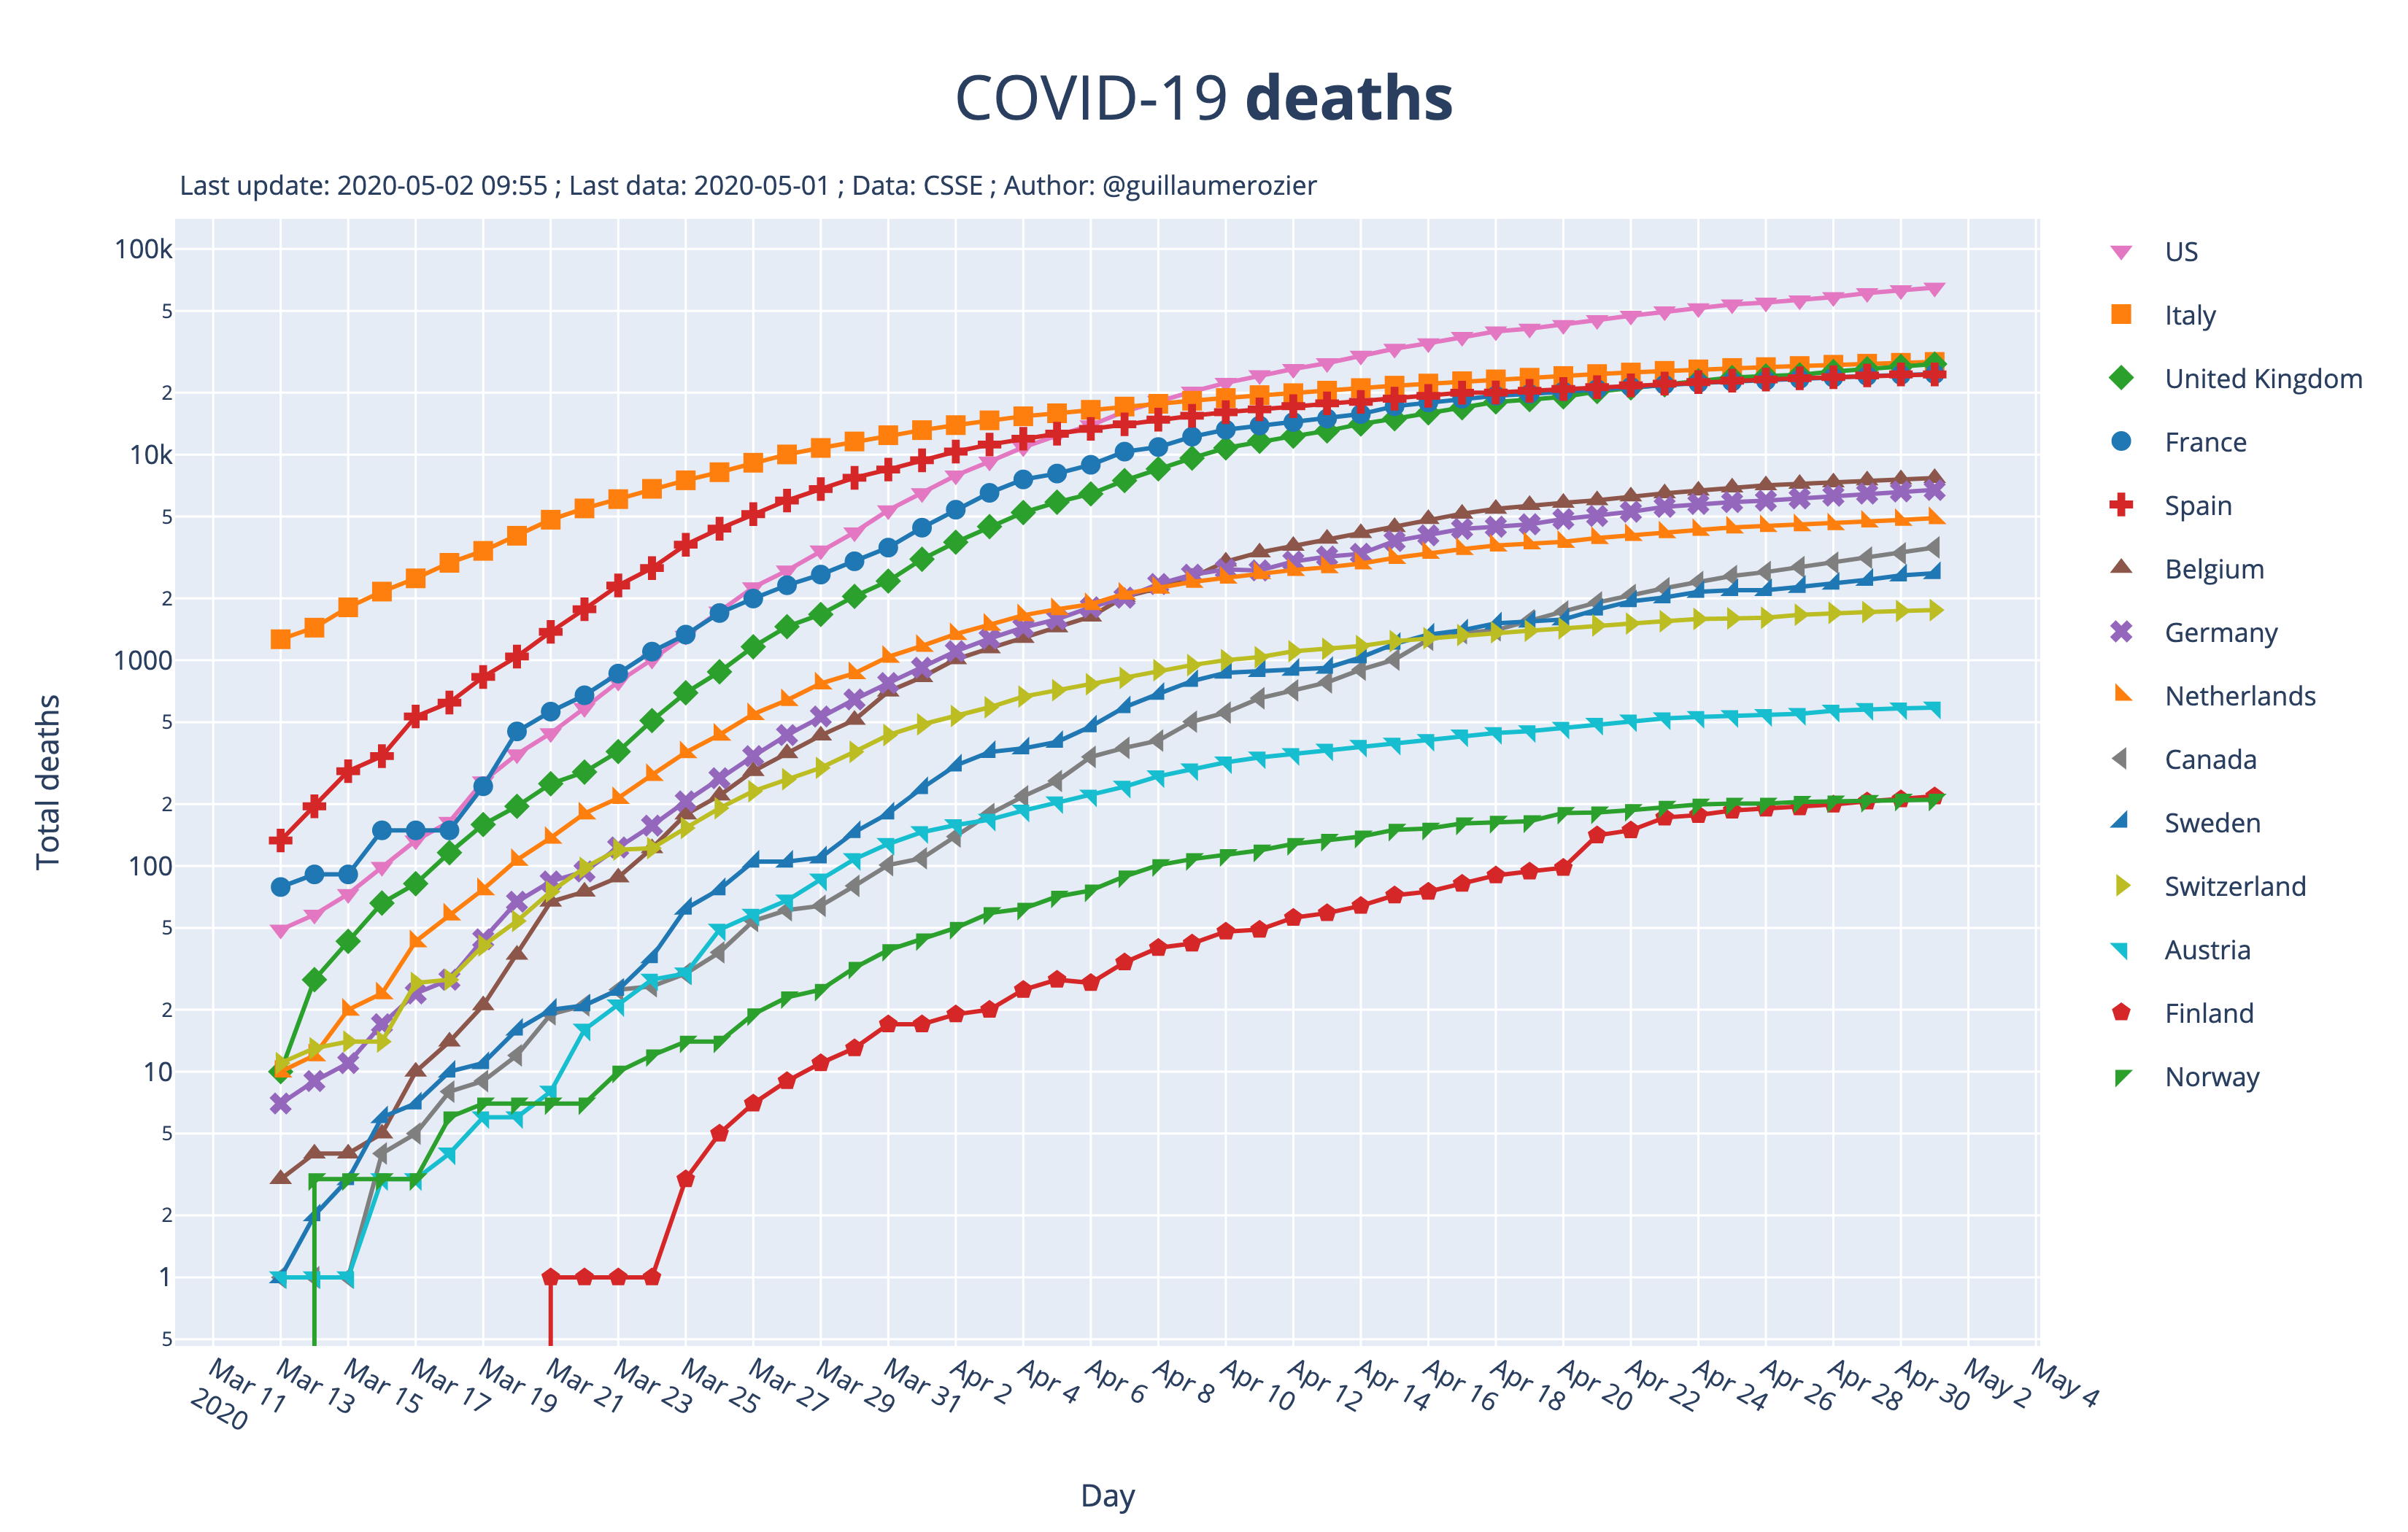 COVID-19 deaths
Last update: 2020-05-02 09:55 ; Last data: 2020-05-01 ; Data: CSSE ; Author: @guillaumerozier
100k
5
2
10k
5
2
1000
5
2
100
5
2
10
5
2
1
5
Total deaths
Mar 11
2020
Mar 13
Mar 15
Mar 17
Mar 19
Mar 21
Mar 23
Mar 25
Mar 27
Mar 29
Mar 31
Apr 2
Apr 4
Apr 6
Apr 8
Apr 10
Apr 12
Apr 14
Apr 16
Apr 18
Apr 20
Apr 22
Apr 24
Apr 26
Apr 28
Apr 30
May 2
May 4
Day
US
Italy
United Kingdom
France
Spain
Belgium
Germany
Netherlands
Canada
Sweden
Switzerland
Austria
Finland
Norway